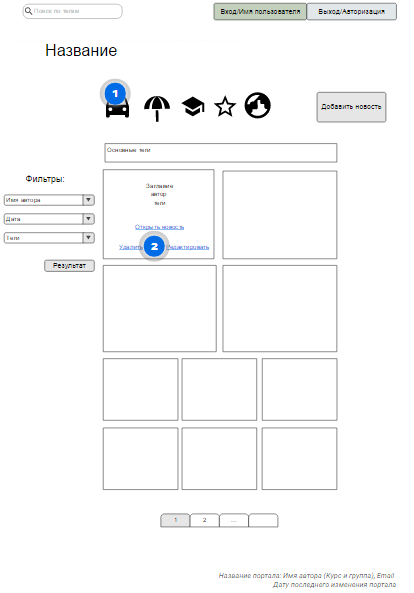 Поиск по тегам
Вход/Имя пользователя
Выход/Авторизация
Название
1
Добавить новость
Основные теги
Фильтры:
Имя автора
Дата
Теги
Результат
Заглавие
автор
теги
Открыть новость
Удалить
2
Редактировать
1
2
...
Название портала: Имя автора (Курс и группа), Email
Дату последнего изменения портала